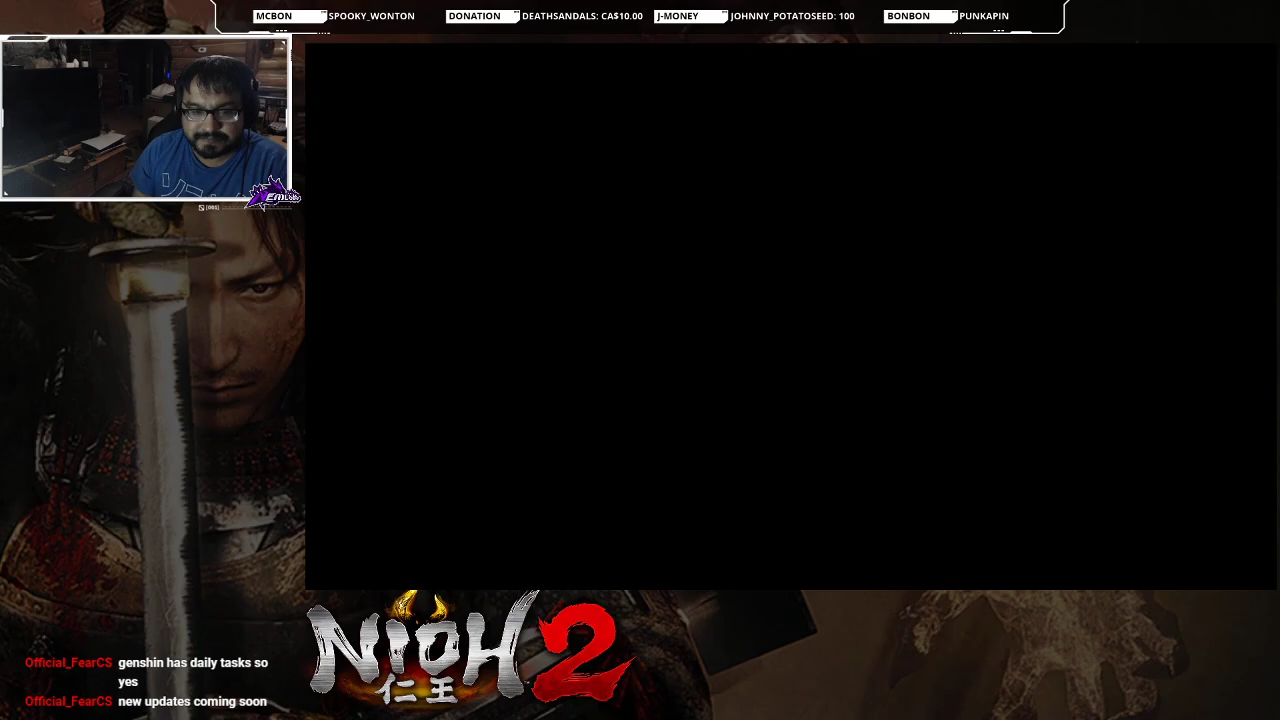 MCBON SPOOKY_WONTON DONATION DEATHSANDALS: CA$10.00 J-MONEY JOHNNY_POTATOSEED: 100 BONBON PUNKAPIN
NIOH 2
仁王
Official_FearCS genshin has daily tasks so
yes
Official_FearCS new updates coming soon